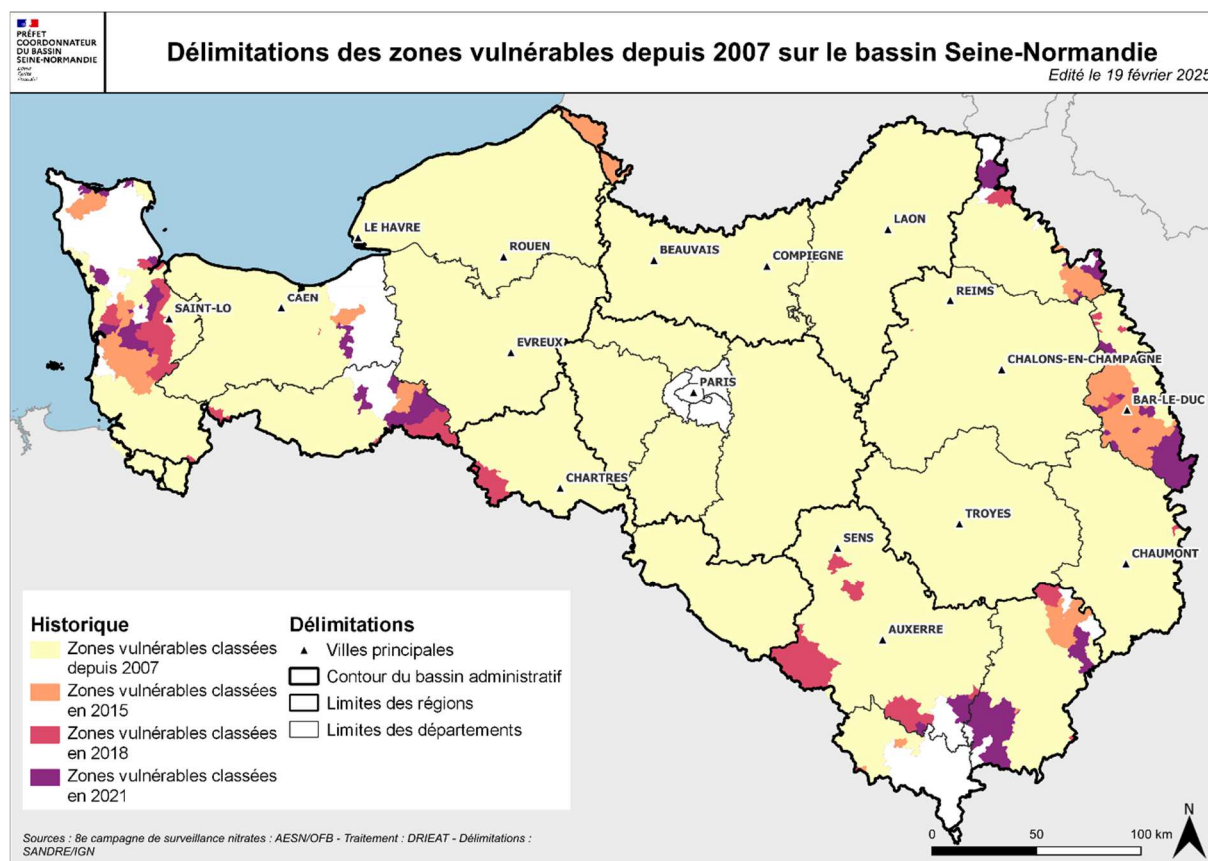 PRÉFET
COORDONNATEUR
DU BASSIN
SEINE-NORMANDIE
Délimitations des zones vulnérables depuis 2007 sur le bassin Seine-Normandie
Edité le 19 février 2025
LE HAVRE
ROUEN
BEAUVAIS
COMPIEGNE
LAON
SAINT-LO
CAEN
EVREUX
REIMS
PARIS
CHALONS-EN-CHAMPAGNE
BAR-LE-DUC
CHARTRES
TROYES
SENS
CHAUMONT
AUXERRE
Historique
Zones vulnérables classées
depuis 2007
Zones vulnérables classées
en 2015
Zones vulnérables classées
en 2018
Zones vulnérables classées
en 2021
Délimitations
Villes principales
Contour du bassin administratif
Limites des régions
Limites des départements
Sources : 8e campagne de surveillance nitrates : AESN/OFB - Traitement : DRIEAT - Délimitations :
SANDRE/IGN
0 50 100 km
N